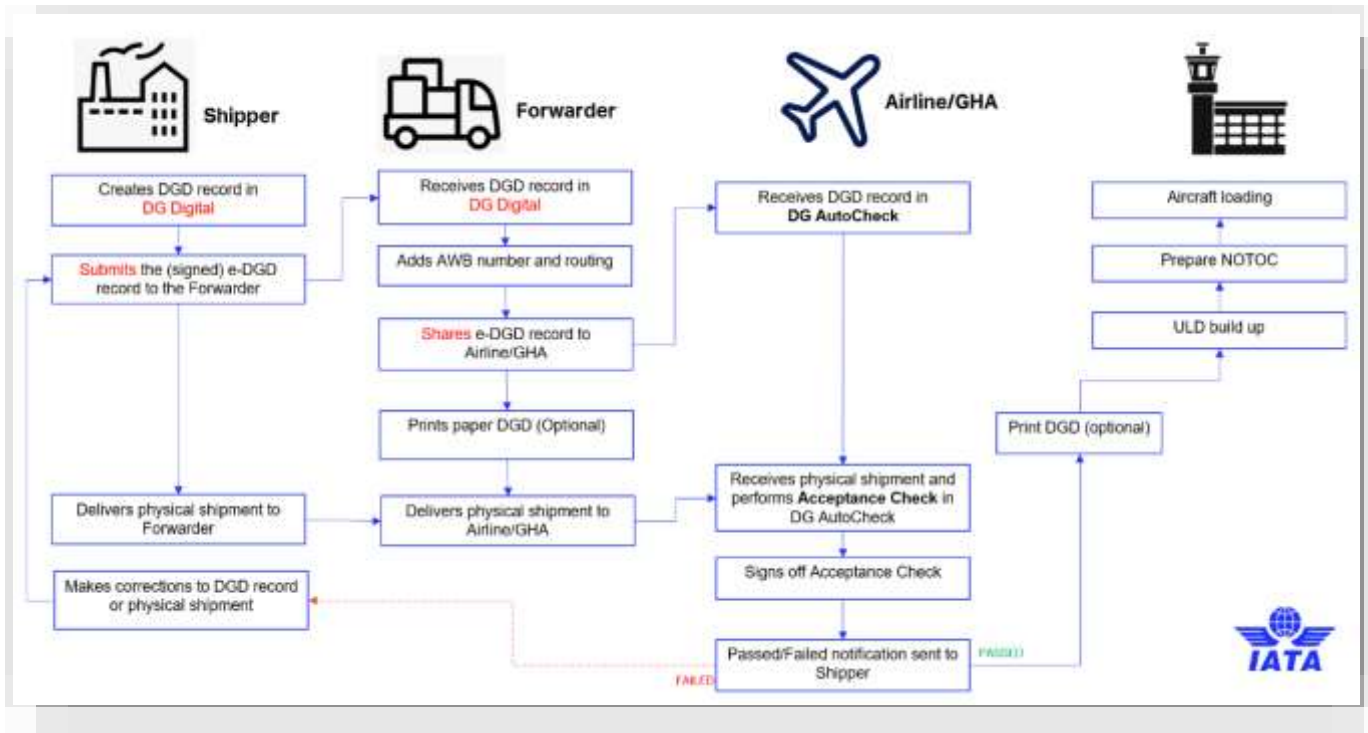 Shipper
Creates DGD record in
DG Digital
Submits the (signed) e-DGD
record to the Forwarder
Delivers physical shipment to
Forwarder
Makes corrections to DGD record
or physical shipment
Forwarder
Receives DGD record in
DG Digital
Adds AWB number and routing
Shares e-DGD record to
Airline/GHA
Prints paper DGD (Optional)
Delivers physical shipment to
Airline/GHA
Airline/GHA
Receives DGD record in
DG AutoCheck
Receives physical shipment and
performs Acceptance Check in
DG AutoCheck
Signs off Acceptance Check
Passed/Failed notification sent to
Shipper
FAILED
PASSED
Print DGD (optional)
Aircraft loading
Prepare NOTOC
ULD build up
IATA